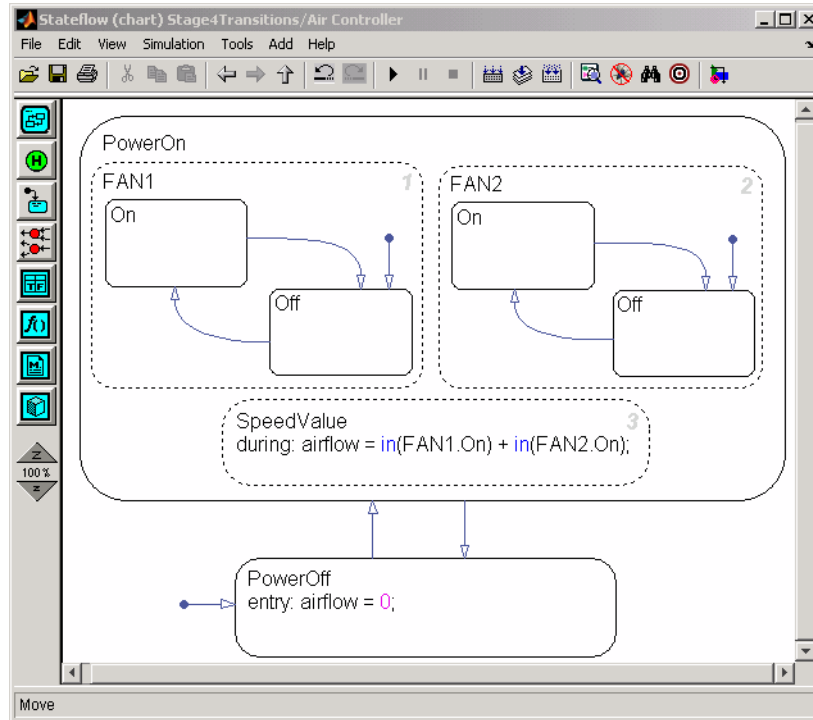 Stateflow (chart) Stage4Transitions/Air Controller
File Edit View Simulation Tools Add Help
PowerOn
FAN1 1
On
Off
FAN2 2
On
Off
SpeedValue 3
during: airflow = in(FAN1.On) + in(FAN2.On);
PowerOff
entry: airflow = 0;
H
TF
f()
M
Z
100%
z
Move